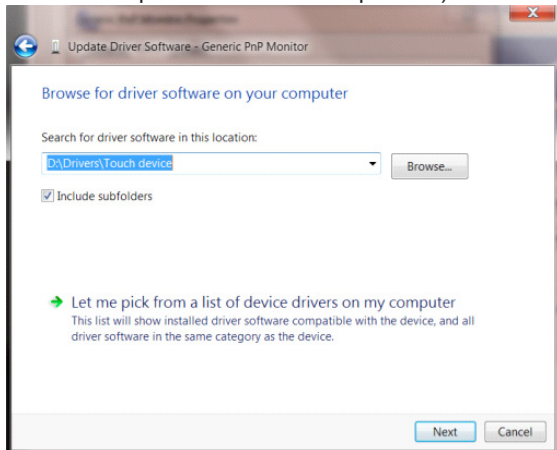 Update Driver Software - Generic PnP Monitor
Browse for driver software on your computer
Search for driver software in this location:
D:\Drivers\Touch device
Browse...
Include subfolders
Let me pick from a list of device drivers on my computer
This list will show installed driver software compatible with the device, and all
driver software in the same category as the device.
Next Cancel